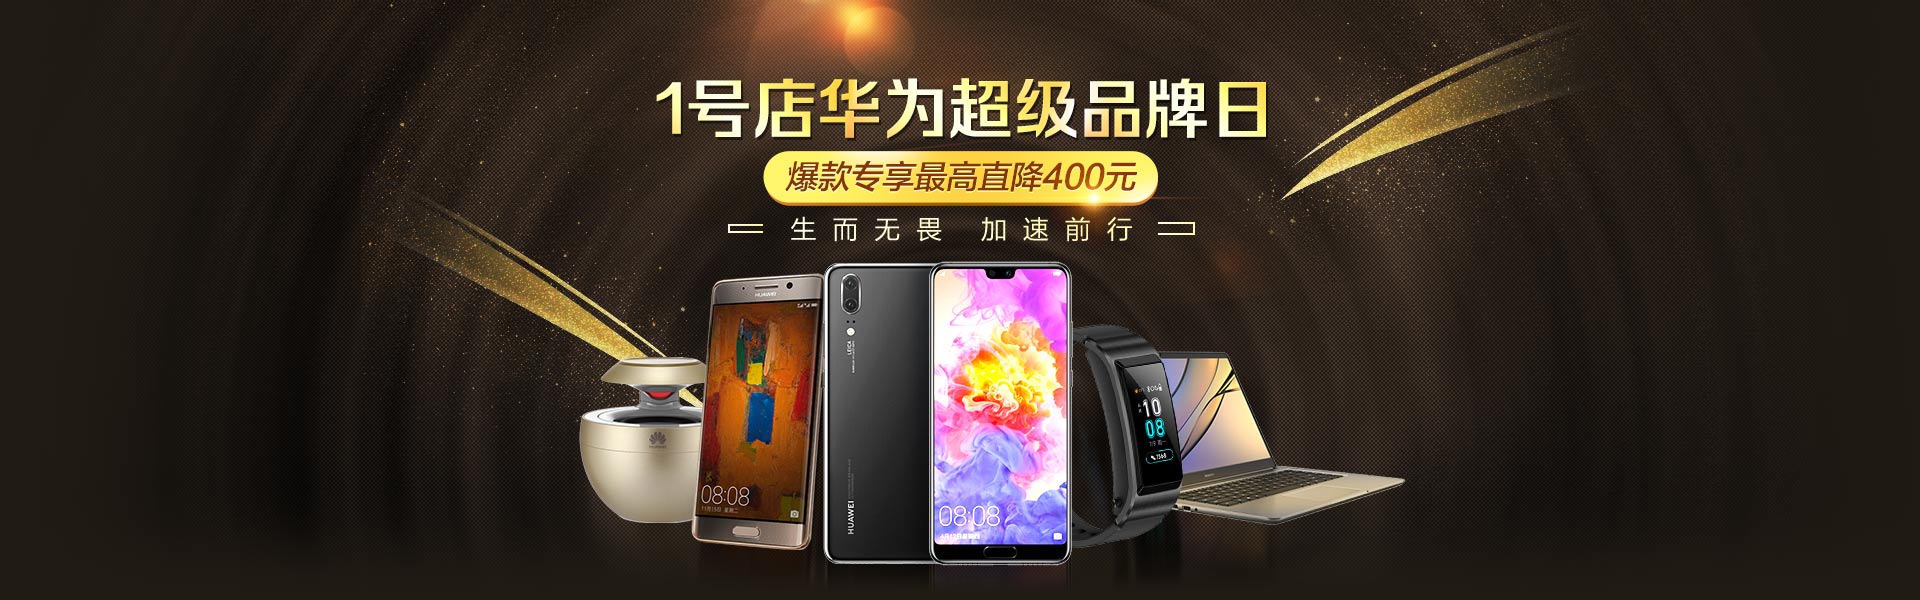 1号店华为超级品牌日
爆款专享最高直降400元
生而无畏 加速前行
HUAWEI
08:08
LEICA
HUAWEI
08:08
10
08
7568
HUAWEI